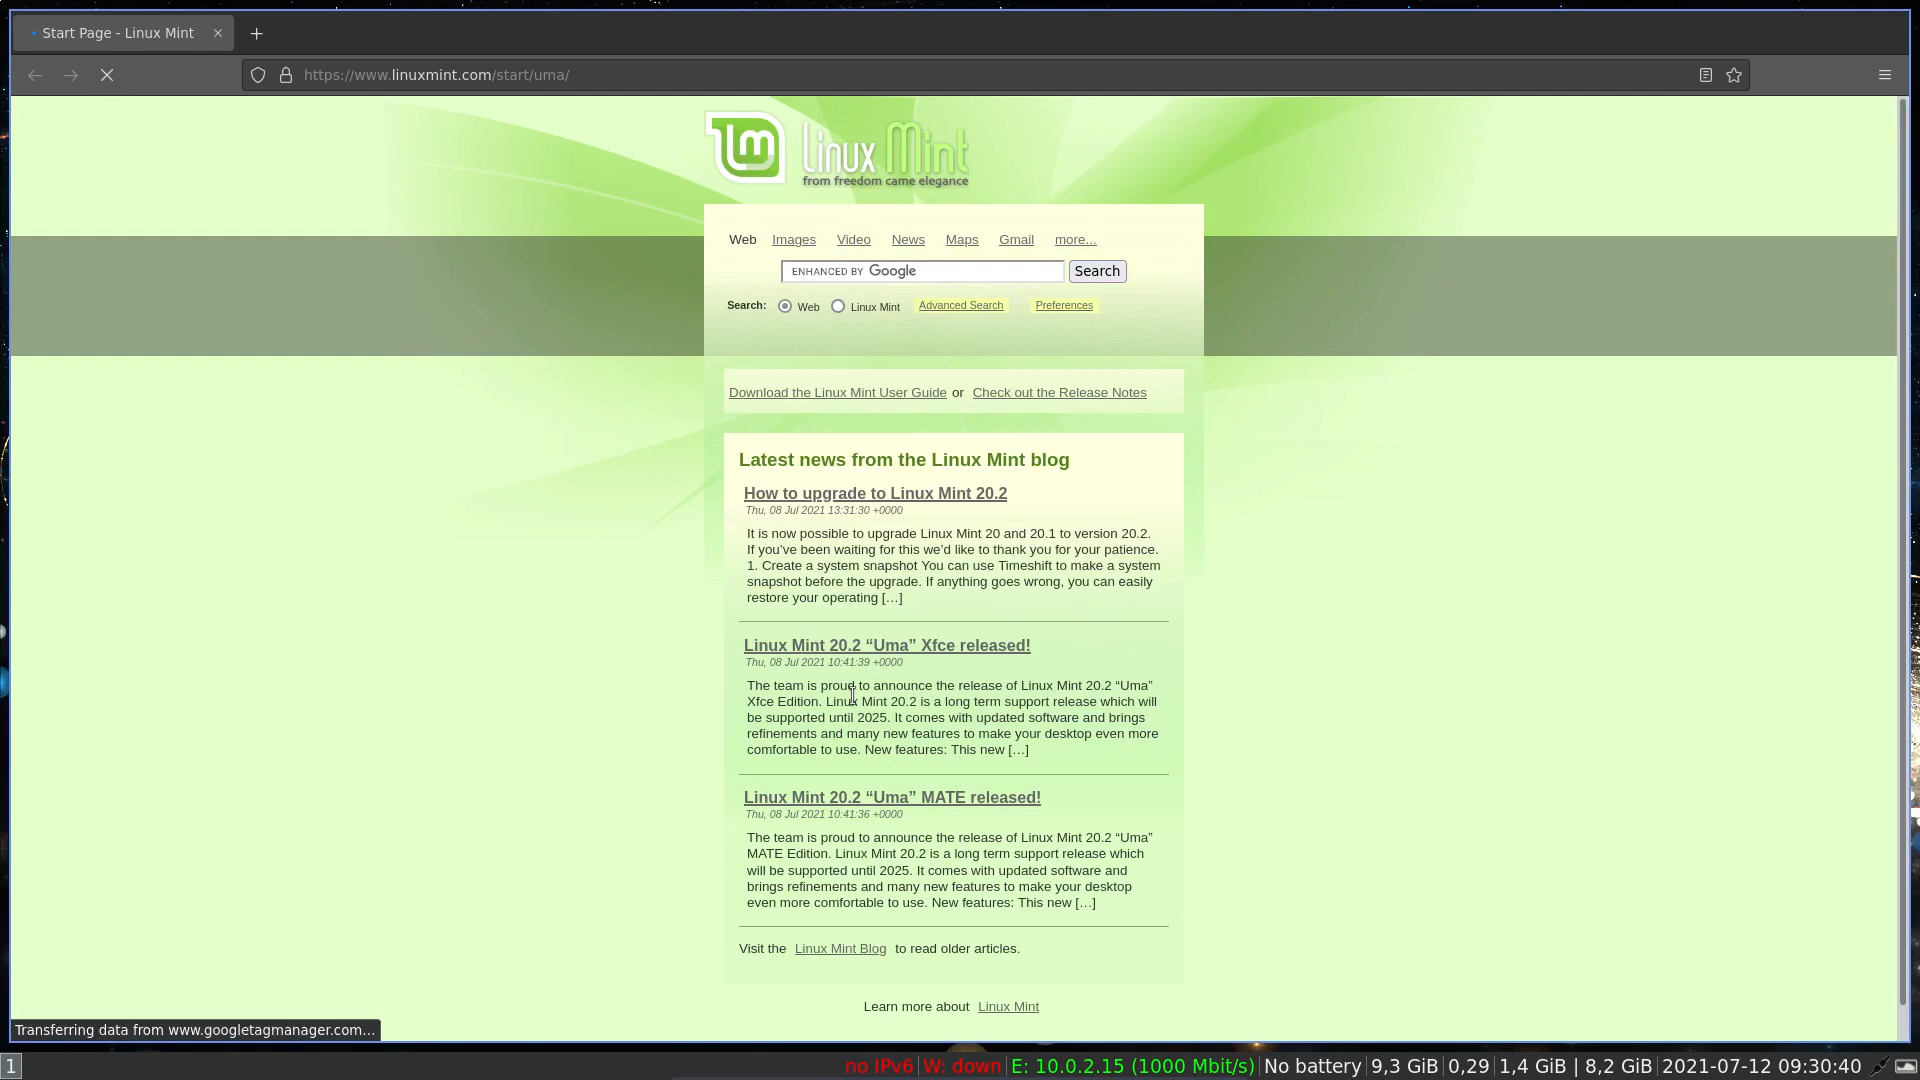 Start Page - Linux Mint
https://www.linuxmint.com/start/uma/
Linux Mint
from freedom came elegance
Web Images Video News Maps Gmail more...
ENHANCED BY Google Search
Search: Web Linux Mint Advanced Search Preferences
Download the Linux Mint User Guide or Check out the Release Notes
Latest news from the Linux Mint blog
How to upgrade to Linux Mint 20.2
Thu, 08 Jul 2021 13:31:30 +0000
It is now possible to upgrade Linux Mint 20 and 20.1 to version 20.2.
If you’ve been waiting for this we’d like to thank you for your patience.
1. Create a system snapshot You can use Timeshift to make a system
snapshot before the upgrade. If anything goes wrong, you can easily
restore your operating […]
Linux Mint 20.2 “Uma” Xfce released!
Thu, 08 Jul 2021 10:41:39 +0000
The team is proud to announce the release of Linux Mint 20.2 “Uma”
Xfce Edition. Linux Mint 20.2 is a long term support release which will
be supported until 2025. It comes with updated software and brings
refinements and many new features to make your desktop even more
comfortable to use. New features: This new […]
Linux Mint 20.2 “Uma” MATE released!
Thu, 08 Jul 2021 10:41:36 +0000
The team is proud to announce the release of Linux Mint 20.2 “Uma”
MATE Edition. Linux Mint 20.2 is a long term support release which
will be supported until 2025. It comes with updated software and
brings refinements and many new features to make your desktop
even more comfortable to use. New features: This new […]
Visit the Linux Mint Blog to read older articles.
Learn more about Linux Mint
Transferring data from www.googletagmanager.com…
1 no IPv6 W: down E: 10.0.2.15 (1000 Mbit/s) No battery 9,3 GiB 0,29 1,4 GiB | 8,2 GiB 2021-07-12 09:30:40